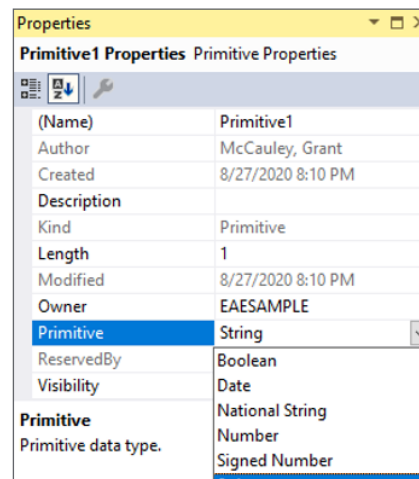 Properties
Primitive1 Properties Primitive Properties
(Name) Primitive1
Author McCauley, Grant
Created 8/27/2020 8:10 PM
Description
Kind Primitive
Length 1
Modified 8/27/2020 8:10 PM
Owner EAESAMPLE
Primitive String
ReservedBy Boolean
Visibility Date
National String
Primitive Number
Primitive data type. Signed Number